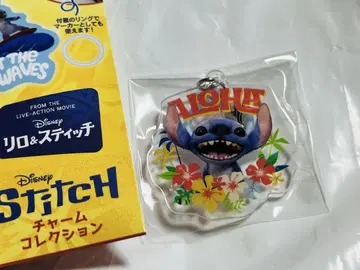 付属のリングで
マーカーとしても
使えます!
THE
WAVES
FROM THE
LIVE-ACTION MOVIE
Disney
リロ&スティッチ
Disney
Stitch
チャーム
コレクション
ALOHA